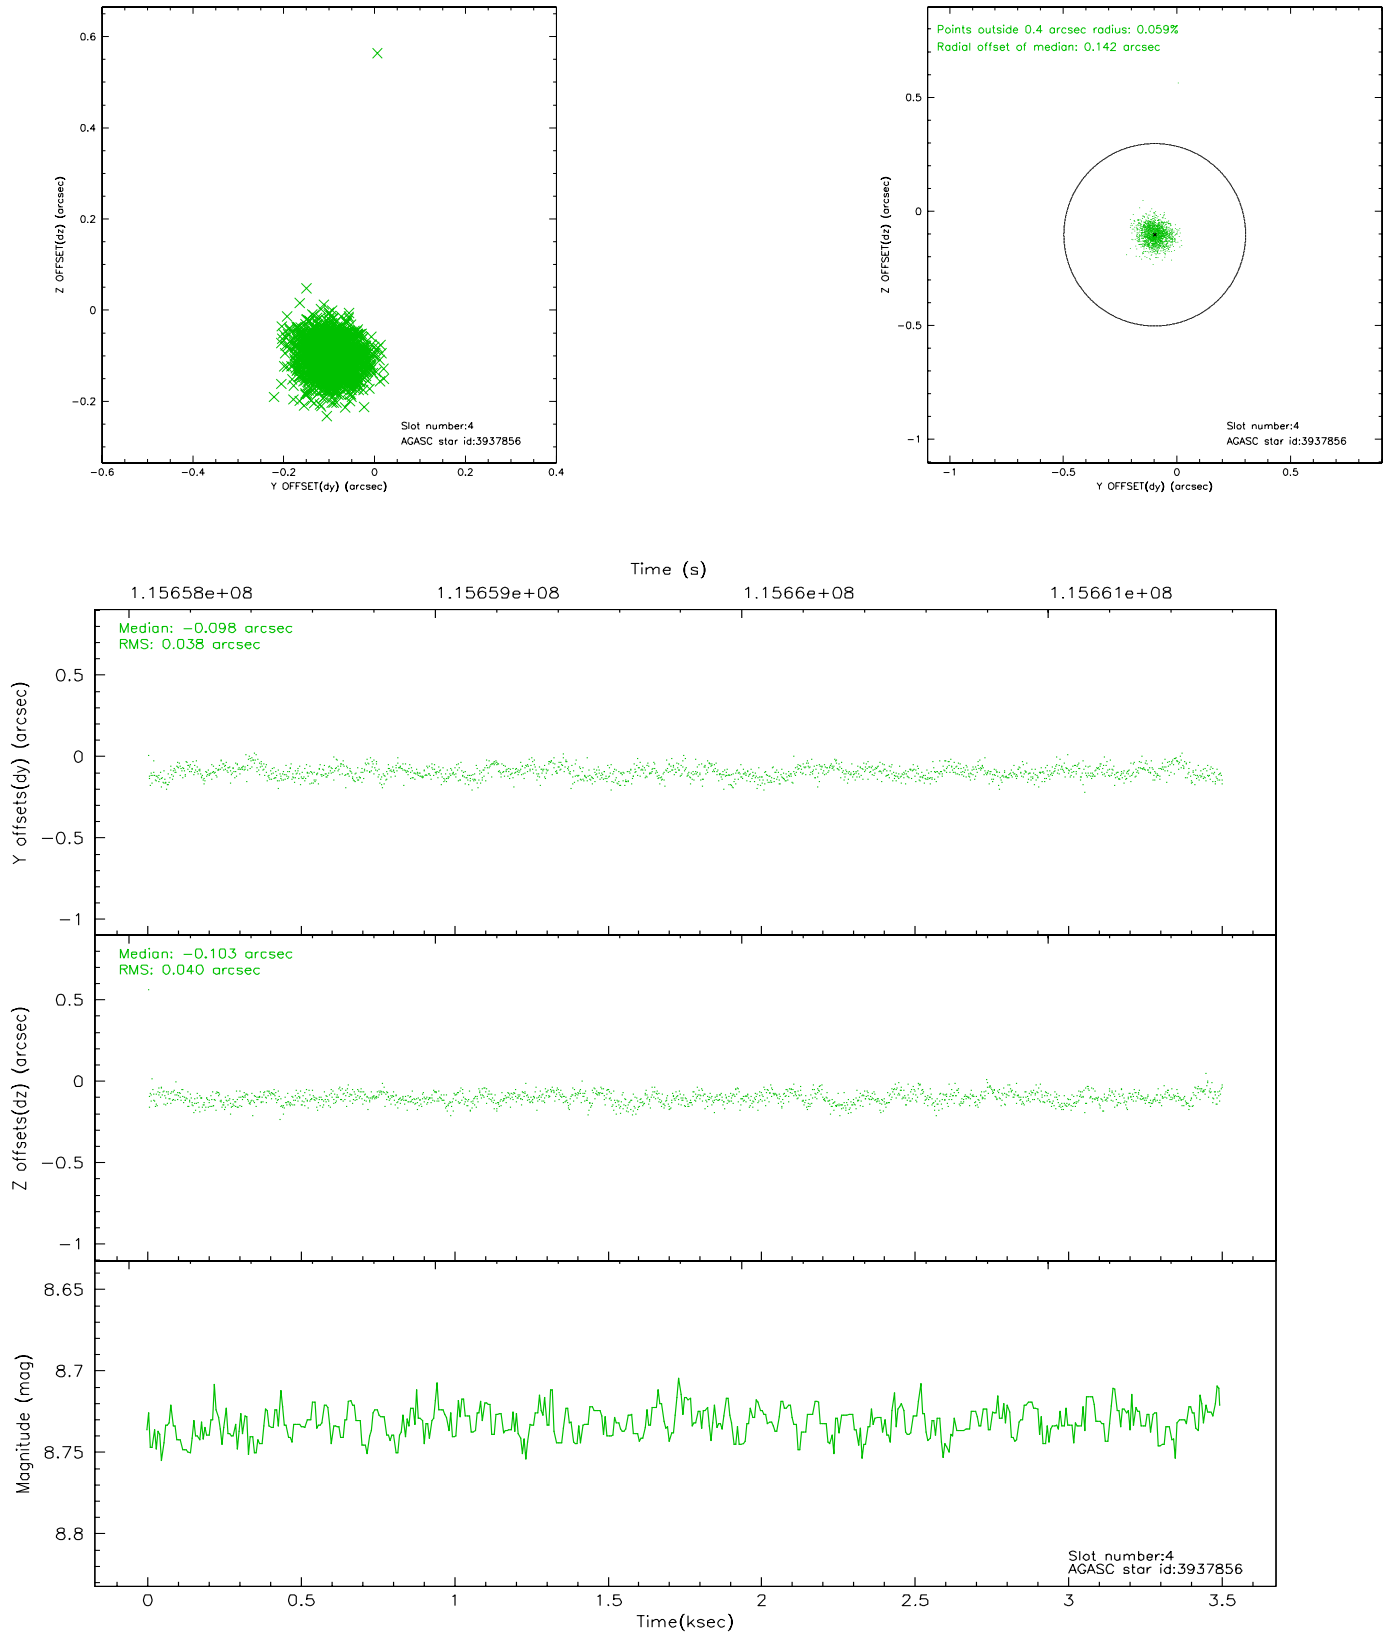 0.6
0.4
0.2
0
−0.2
−0.6 −0.4 −0.2 0 0.2 0.4
Z OFFSET(dz) (arcsec)
Y OFFSET(dy) (arcsec)
Slot number:4
AGASC star id:3937856
Points outside 0.4 arcsec radius: 0.059%
Radial offset of median: 0.142 arcsec
0.5
0
−0.5
−1
−1 −0.5 0 0.5
Z OFFSET(dz) (arcsec)
Y OFFSET(dy) (arcsec)
Slot number:4
AGASC star id:3937856
Time (s)
1.15658e+08 1.15659e+08 1.1566e+08 1.15661e+08
Median: −0.098 arcsec
RMS: 0.038 arcsec
0.5
0
−0.5
−1
Y offsets(dy) (arcsec)
Median: −0.103 arcsec
RMS: 0.040 arcsec
0.5
0
−0.5
−1
Z offsets(dz) (arcsec)
8.65
8.7
8.75
8.8
Magnitude (mag)
Slot number:4
AGASC star id:3937856
0 0.5 1 1.5 2 2.5 3 3.5
Time(ksec)